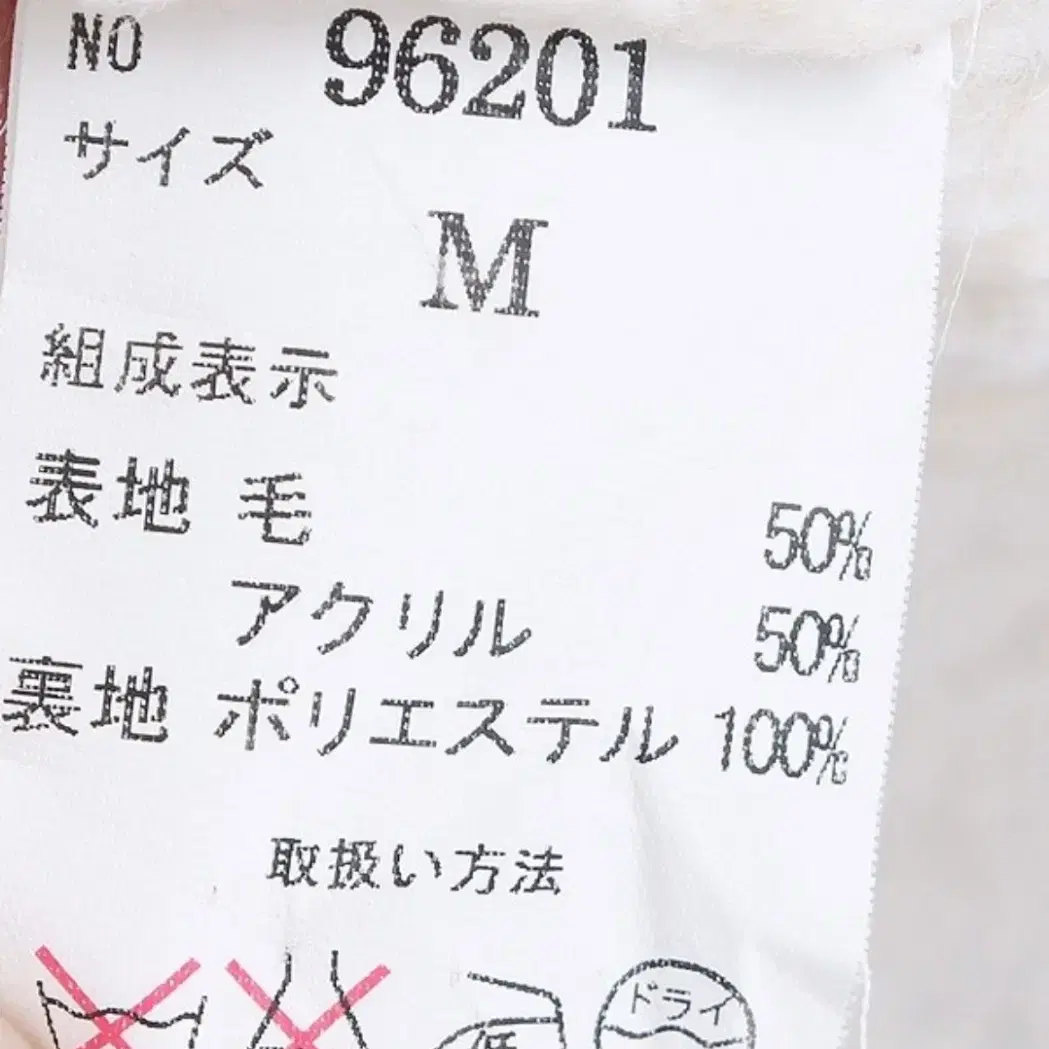 NO 96201
サイズ
M
組成表示
表地 毛 50%
アクリル 50%
裏地 ポリエステル 100%
取扱い方法
低 ドライ